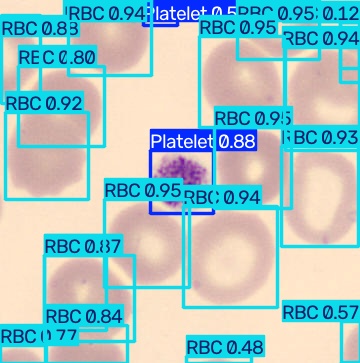 RBC 0.94
Platelet 0.5
RBC 0.95
0.12
RBC 0.83
RBC 0.95
RBC 0.94
RBC 0.80
RBC 0.92
RBC 0.95
Platelet 0.88
RBC 0.93
RBC 0.95
RBC 0.94
RBC 0.87
RBC 0.84
RBC 0.57
RBC 0.77
RBC 0.48